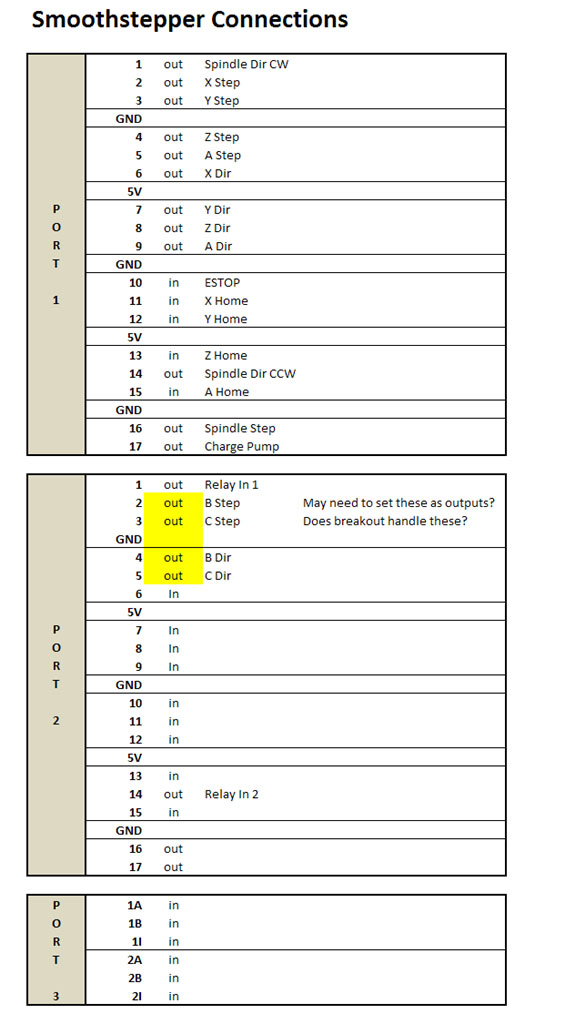 Smoothstepper Connections
PORT 1
1 out Spindle Dir CW
2 out X Step
3 out Y Step
GND
4 out Z Step
5 out A Step
6 out X Dir
5V
7 out Y Dir
8 out Z Dir
9 out A Dir
GND
10 in ESTOP
11 in X Home
12 in Y Home
5V
13 in Z Home
14 out Spindle Dir CCW
15 in A Home
GND
16 out Spindle Step
17 out Charge Pump
PORT 2
1 out Relay In 1
2 out B Step May need to set these as outputs?
3 out C Step Does breakout handle these?
GND
4 out B Dir
5 out C Dir
6 In
5V
7 In
8 In
9 In
GND
10 in
11 in
12 in
5V
13 in
14 out Relay In 2
15 in
GND
16 out
17 out
PORT 3
1A in
1B in
1I in
2A in
2B in
2I in